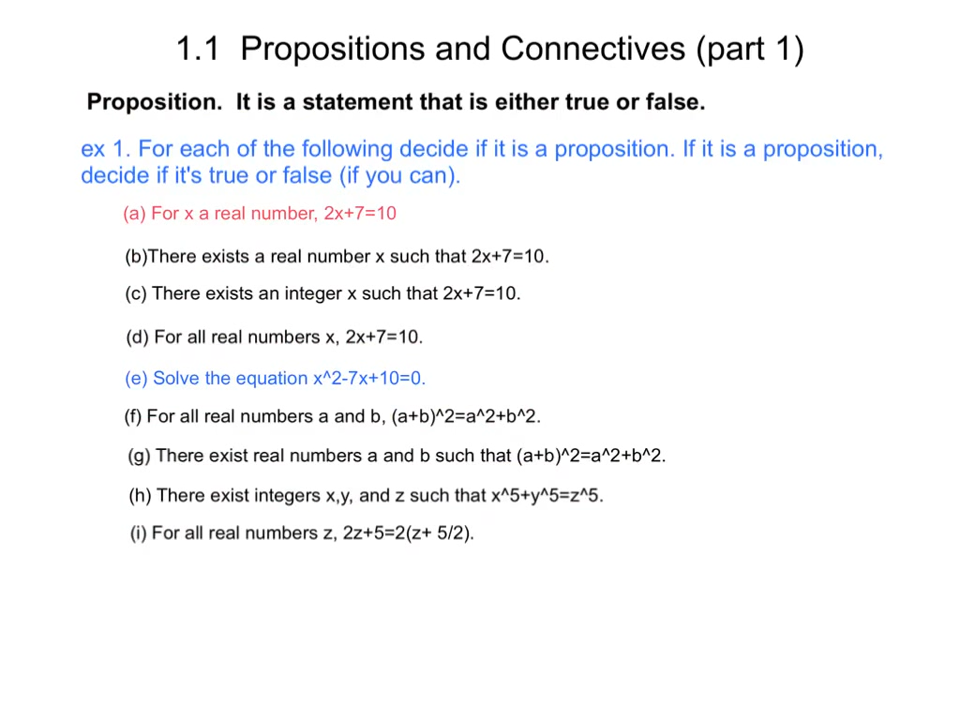 1.1  Propositions and Connectives (part 1)
Proposition.  It is a statement that is either true or false.
ex 1. For each of the following decide if it is a proposition. If it is a proposition,
decide if it's true or false (if you can).
(a) For x a real number, 2x+7=10
(b)There exists a real number x such that 2x+7=10.
(c) There exists an integer x such that 2x+7=10.
(d) For all real numbers x, 2x+7=10.
(e) Solve the equation x^2-7x+10=0.
(f) For all real numbers a and b, (a+b)^2=a^2+b^2.
(g) There exist real numbers a and b such that (a+b)^2=a^2+b^2.
(h) There exist integers x,y, and z such that x^5+y^5=z^5.
(i) For all real numbers z, 2z+5=2(z+ 5/2).